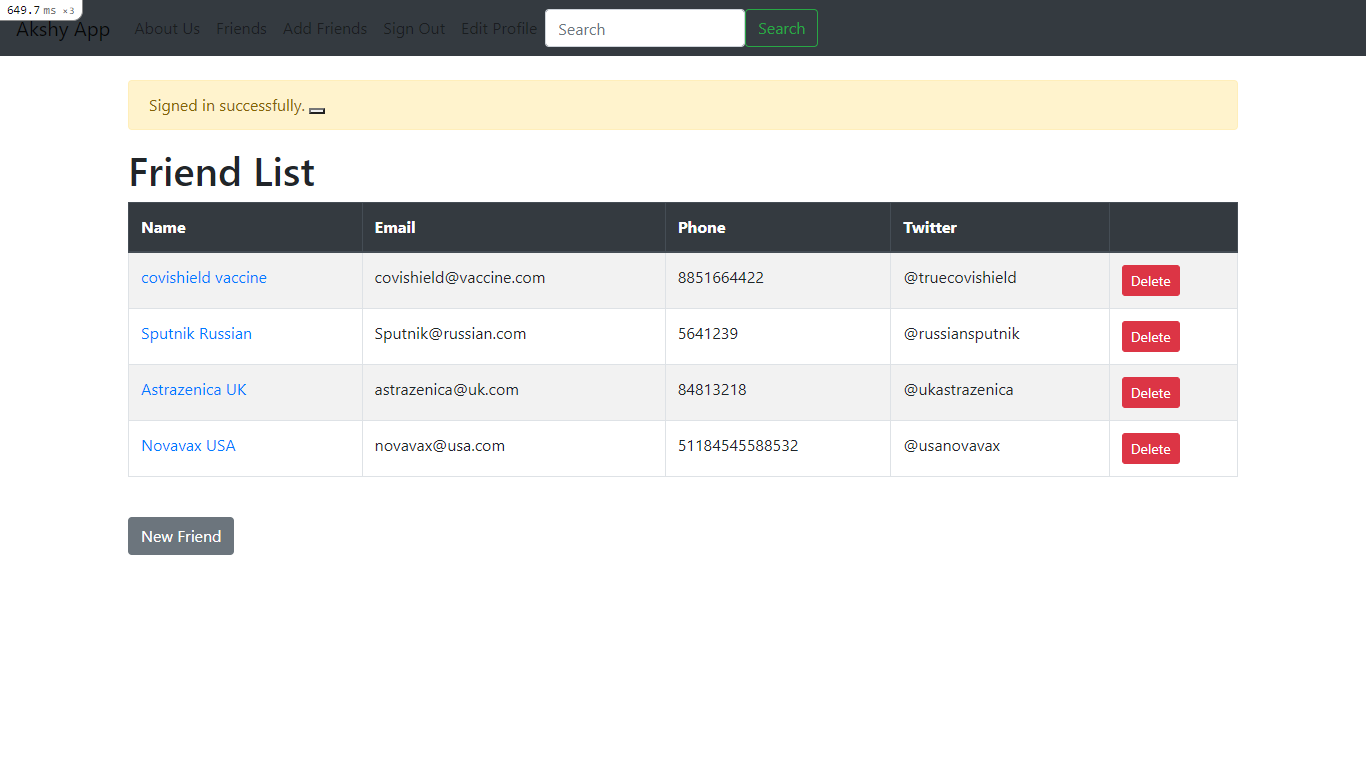 649.7 ms ×3
Akshy App About Us Friends Add Friends Sign Out Edit Profile Search Search
Signed in successfully.
Friend List
Name Email Phone Twitter
covishield vaccine covishield@vaccine.com 8851664422 @truecovishield Delete
Sputnik Russian Sputnik@russian.com 5641239 @russiansputnik Delete
Astrazenica UK astrazenica@uk.com 84813218 @ukastrazenica Delete
Novavax USA novavax@usa.com 51184545588532 @usanovavax Delete
New Friend